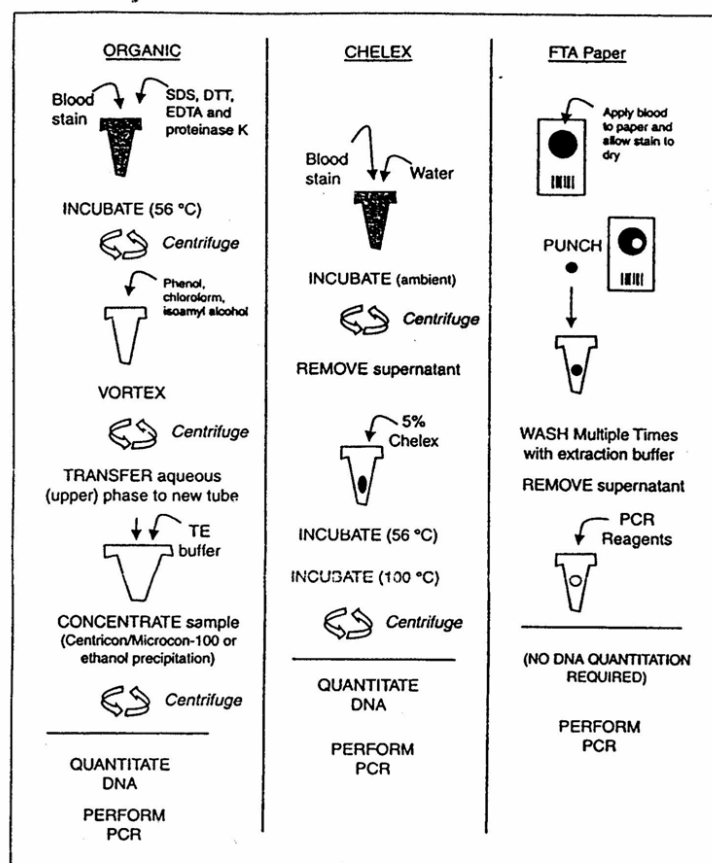 ORGANIC
Blood
stain
SDS, DTT,
EDTA and
proteinase K
INCUBATE (56 °C)
Centrifuge
Phenol,
chloroform,
isoamyl alcohol
VORTEX
Centrifuge
TRANSFER aqueous
(upper) phase to new tube
TE
buffer
CONCENTRATE sample
(Centricon/Microcon-100 or
ethanol precipitation)
Centrifuge
QUANTITATE
DNA
PERFORM
PCR
CHELEX
Blood
stain
Water
INCUBATE (ambient)
Centrifuge
REMOVE supernatant
5%
Chelex
INCUBATE (56 °C)
INCUBATE (100 °C)
Centrifuge
QUANTITATE
DNA
PERFORM
PCR
FTA Paper
Apply blood
to paper and
allow stain to
dry
PUNCH
WASH Multiple Times
with extraction buffer
REMOVE supernatant
PCR
Reagents
(NO DNA QUANTITATION
REQUIRED)
PERFORM
PCR